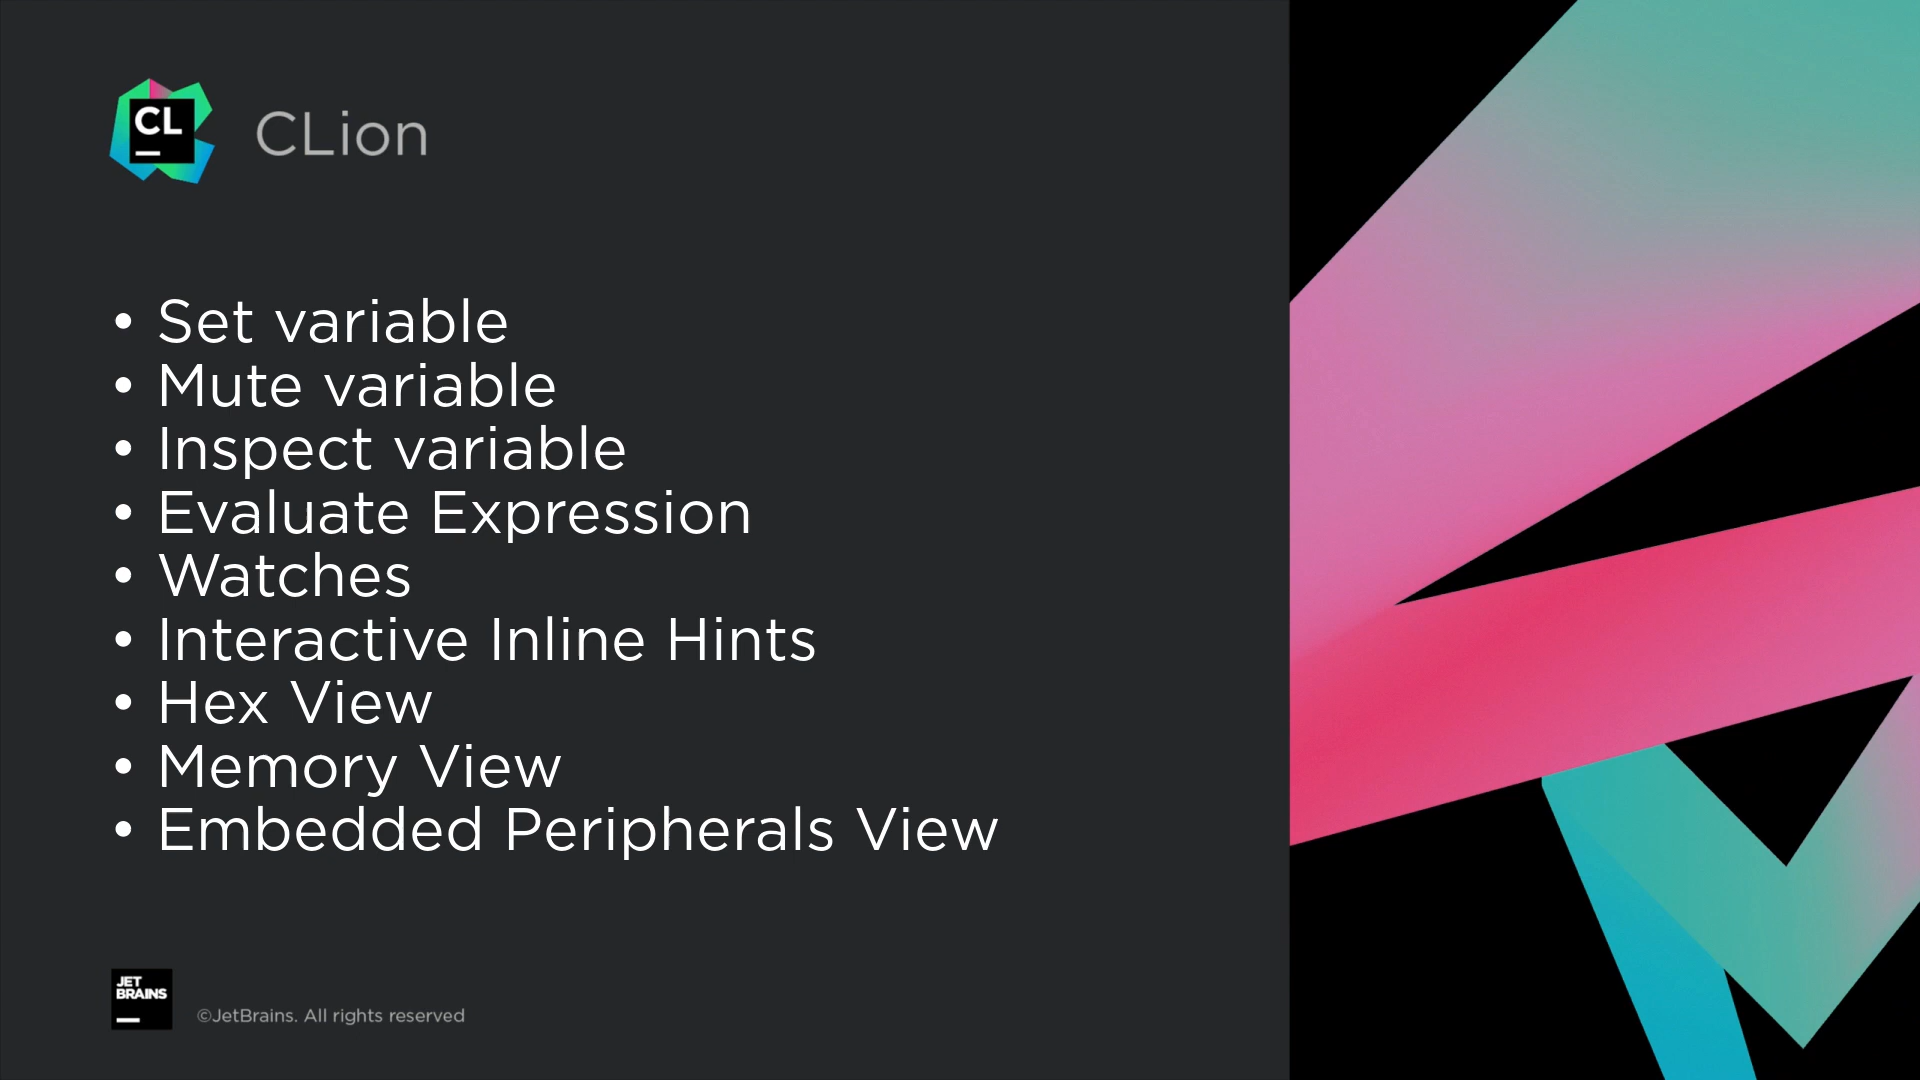 CL
CLion
• Set variable
• Mute variable
• Inspect variable
• Evaluate Expression
• Watches
• Interactive Inline Hints
• Hex View
• Memory View
• Embedded Peripherals View
JET
BRAINS
©JetBrains. All rights reserved